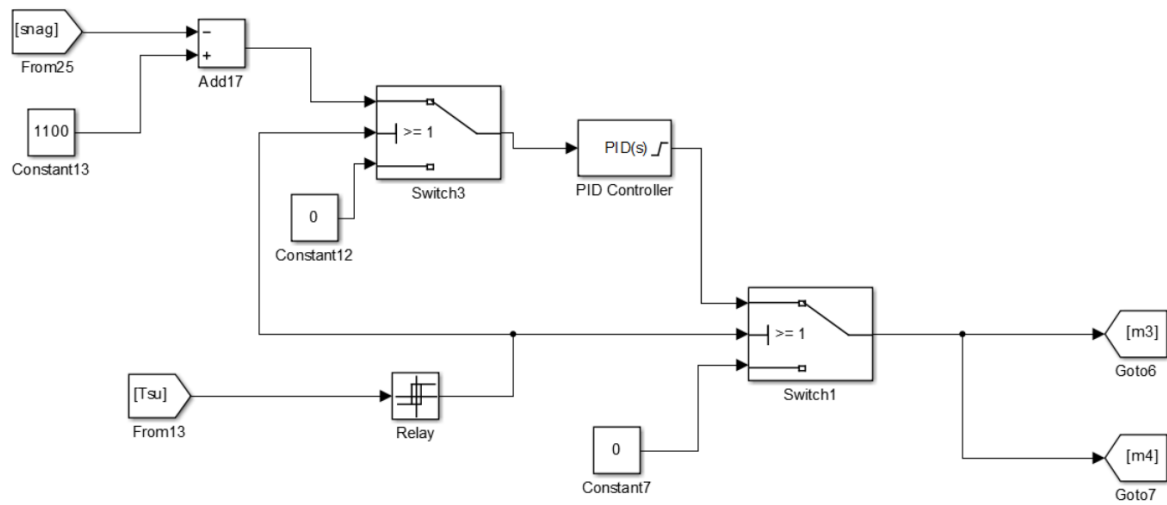 [snag]
From25
−
+
Add17
1100
Constant13
>= 1
Switch3
0
Constant12
PID(s)
PID Controller
>= 1
Switch1
[m3]
Goto6
[Tsu]
From13
Relay
0
Constant7
[m4]
Goto7